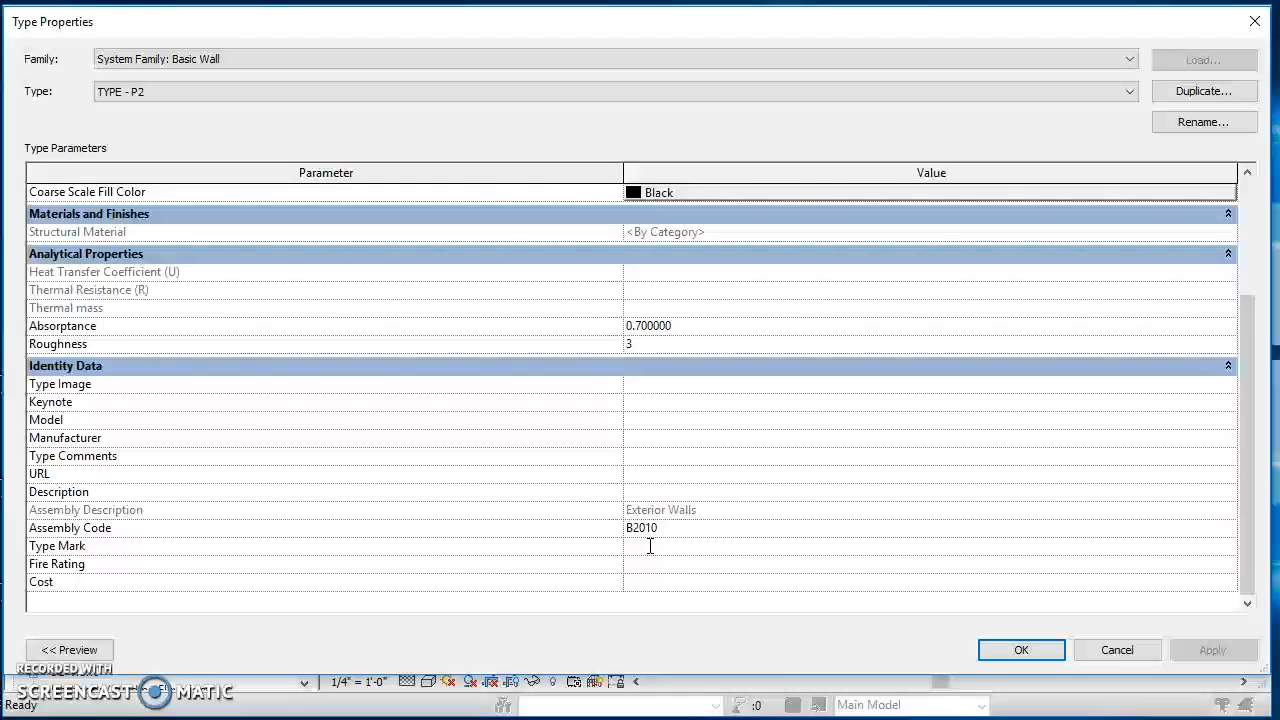 Type Properties
Family: System Family: Basic Wall Load...
Type: TYPE - P2 Duplicate...
Rename...
Type Parameters
Parameter Value
Coarse Scale Fill Color Black
Materials and Finishes
Structural Material <By Category>
Analytical Properties
Heat Transfer Coefficient (U)
Thermal Resistance (R)
Thermal mass
Absorptance 0.700000
Roughness 3
Identity Data
Type Image
Keynote
Model
Manufacturer
Type Comments
URL
Description
Assembly Description Exterior Walls
Assembly Code B2010
Type Mark
Fire Rating
Cost
<< Preview OK Cancel Apply
RECORDED WITH
SCREENCAST MATIC
1/4" = 1'-0"
Ready :0 Main Model